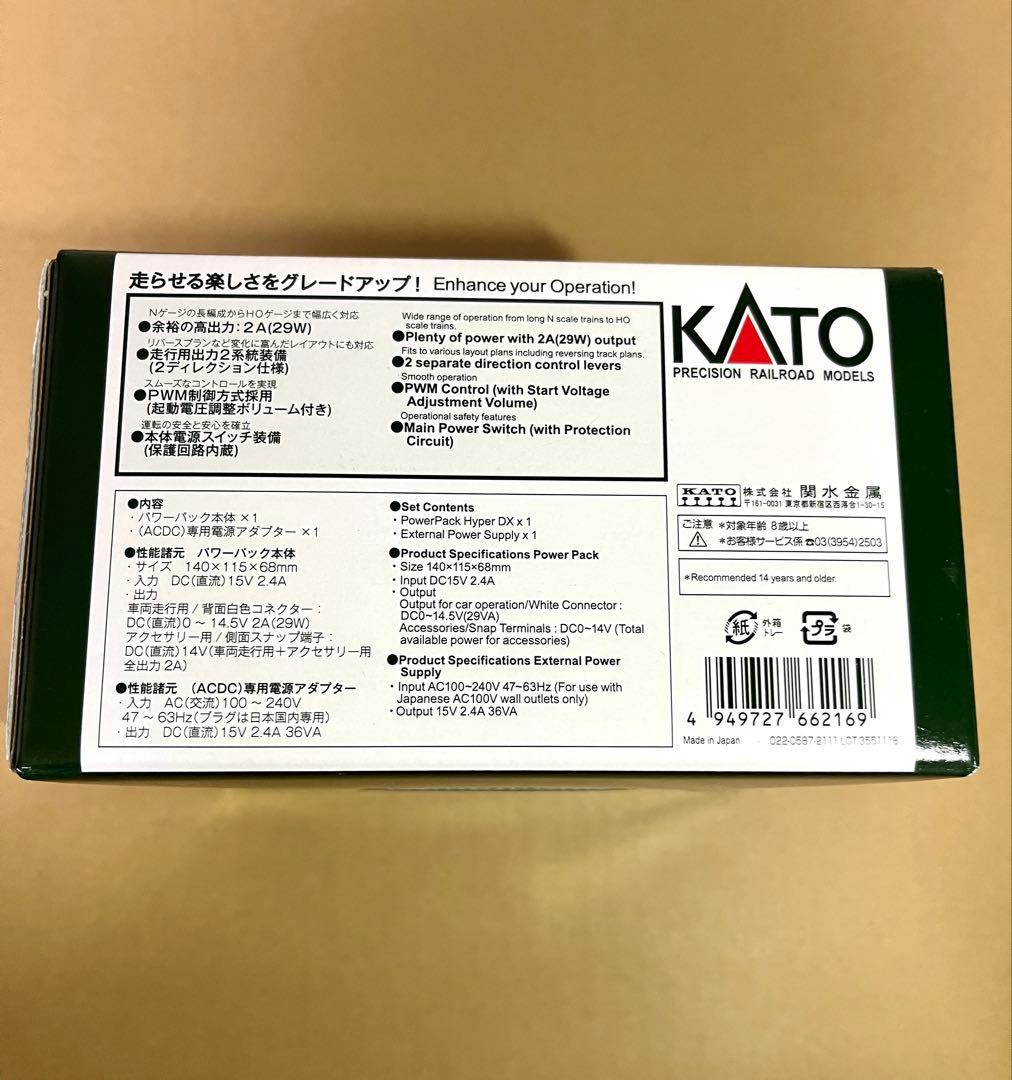 走らせる楽しさをグレードアップ! Enhance your Operation!
Nゲージの長編成からHOゲージまで幅広く対応
●余裕の高出力:2A(29W)
リバースプランなど変化に富んだレイアウトにも対応
●走行用出力2系統装備
(2ディレクション仕様)
スムーズなコントロールを実現
●PWM制御方式採用
(起動電圧調整ボリューム付き)
運転の安全と安心を確立
●本体電源スイッチ装備
(保護回路内蔵)
Wide range of operation from long N scale trains to HO
scale trains.
●Plenty of power with 2A(29W) output
Fits to various layout plans including reversing track plans.
●2 separate direction control levers
Smooth operation
●PWM Control (with Start Voltage
Adjustment Volume)
Operational safety features
●Main Power Switch (with Protection
Circuit)
KATO
PRECISION RAILROAD MODELS
●内容
・パワーパック本体 ×1
・(ACDC)専用電源アダプター ×1
●性能諸元 パワーパック本体
・サイズ 140×115×68mm
・入力 DC(直流)15V 2.4A
・出力
車両走行用/背面白色コネクター:
DC(直流)0～14.5V 2A(29W)
アクセサリー用/側面スナップ端子:
DC(直流)14V(車両走行用+アクセサリー用
全出力 2A)
●性能諸元 (ACDC)専用電源アダプター
・入力 AC(交流)100～240V
47～63Hz(プラグは日本国内専用)
・出力 DC(直流)15V 2.4A 36VA
●Set Contents
・PowerPack Hyper DX x 1
・External Power Supply x 1
●Product Specifications Power Pack
・Size 140×115×68mm
・Input DC15V 2.4A
・Output
Output for car operation/White Connector :
DC0~14.5V(29VA)
Accessories/Snap Terminals : DC0~14V (Total
available power for accessories)
●Product Specifications External Power
Supply
・Input AC100~240V 47~63Hz (For use with
Japanese AC100V wall outlets only)
・Output 15V 2.4A 36VA
KATO 株式会社 関水金属
〒161-0031 東京都新宿区西落合1-30-15
ご注意 *対象年齢 8歳以上
*お客様サービス係 ☎03(3954)2503
*Recommended 14 years and older.
紙 外箱
トレー
プラ 袋
4 949727 662169
Made in Japan 022-0587-2111 LOT 3551116